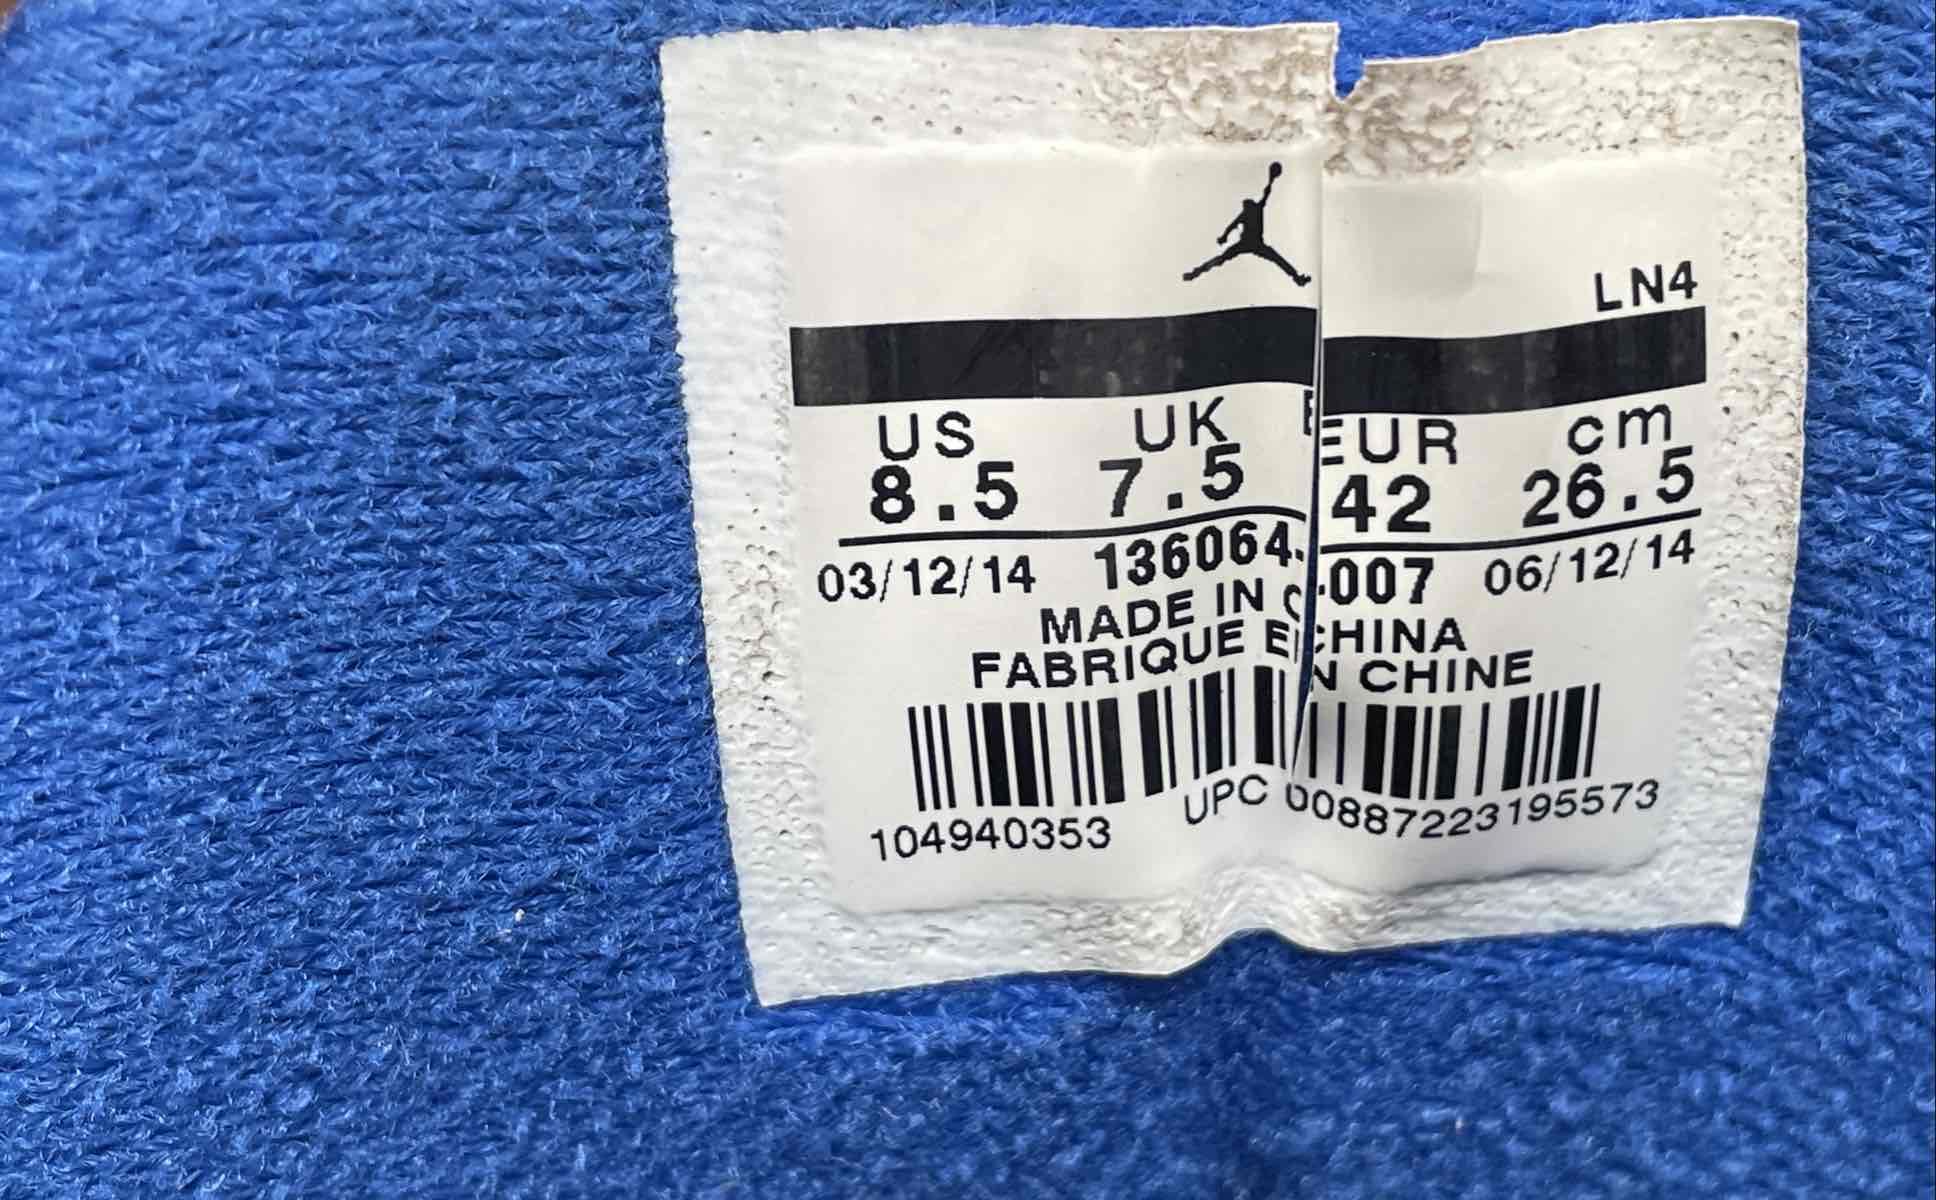 LN4
US UK EUR cm
8.5 7.5 42 26.5
03/12/14 136064-007 06/12/14
MADE IN CHINA
FABRIQUE EN CHINE
104940353 UPC 00887223195573